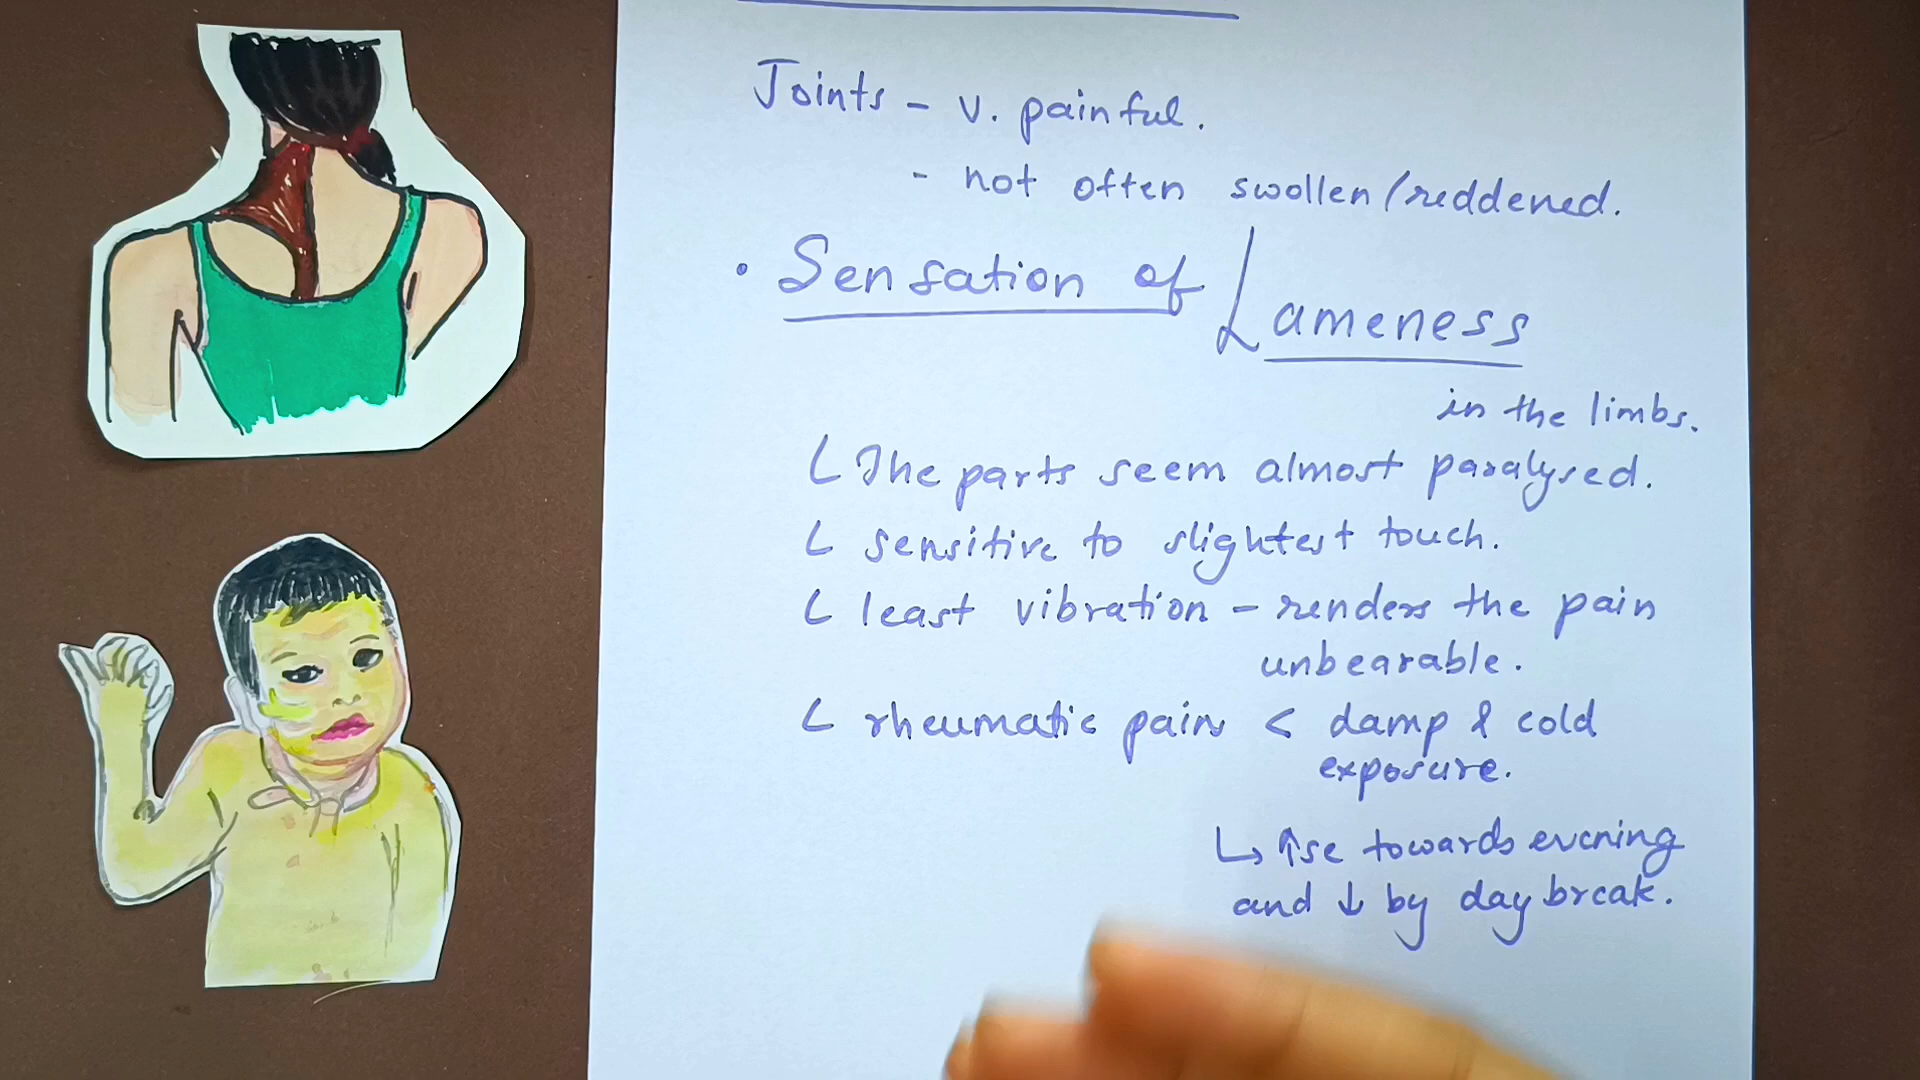 Joints - v. painful.
- not often swollen/reddened.
• Sensation of Lameness
in the limbs.
The parts seem almost paralysed.
sensitive to slightest touch.
least vibration - renders the pain
unbearable.
rheumatic pain < damp & cold
exposure.
↳ ↑se towards evening
and ↓ by day break.